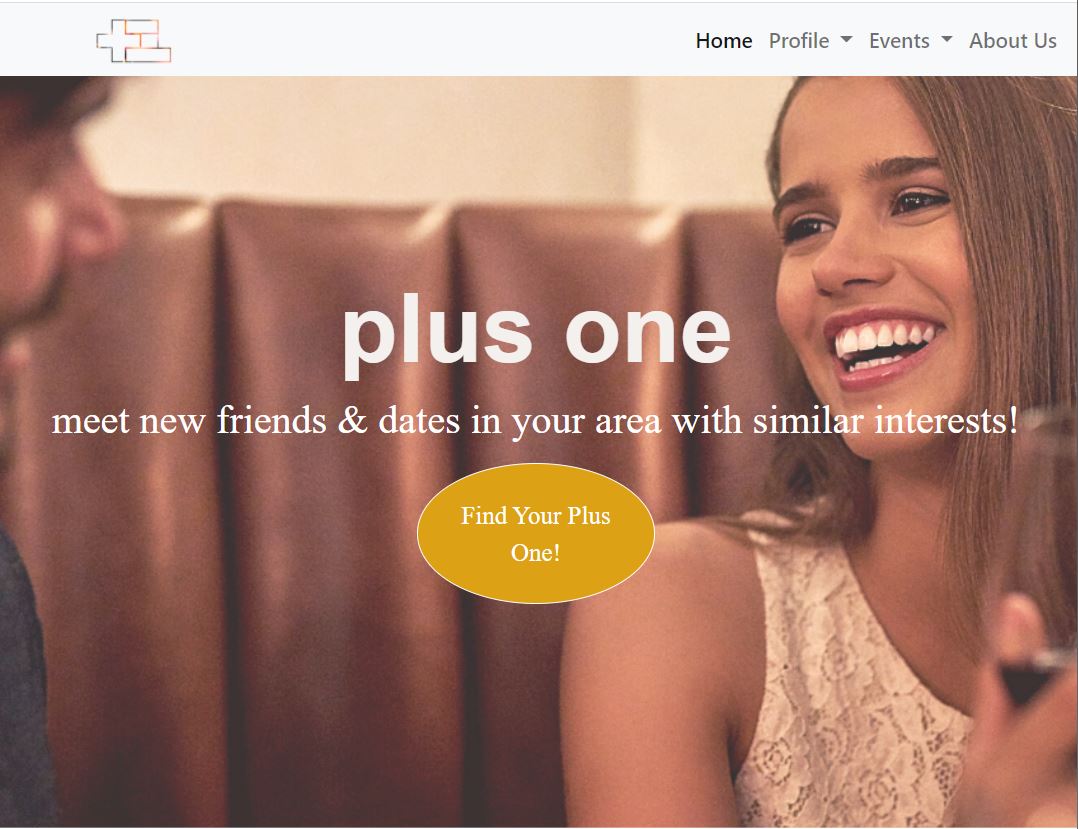 Home Profile Events About Us
plus one
meet new friends & dates in your area with similar interests!
Find Your Plus
One!